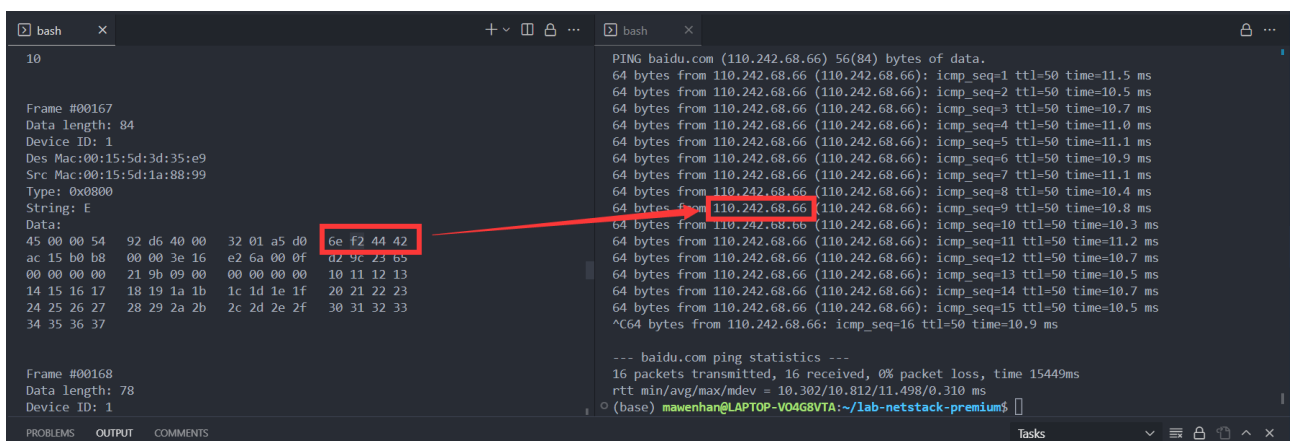 bash
10
Frame #00167
Data length: 84
Device ID: 1
Des Mac:00:15:5d:3d:35:e9
Src Mac:00:15:5d:1a:88:99
Type: 0x0800
String: E
Data:
45 00 00 54 92 d6 40 00 32 01 a5 d0 6e f2 44 42
ac 15 b0 b8 00 00 3e 16 e2 6a 00 0f d2 9c 23 65
00 00 00 00 21 9b 09 00 00 00 00 00 10 11 12 13
14 15 16 17 18 19 1a 1b 1c 1d 1e 1f 20 21 22 23
24 25 26 27 28 29 2a 2b 2c 2d 2e 2f 30 31 32 33
34 35 36 37
Frame #00168
Data length: 78
Device ID: 1
bash
PING baidu.com (110.242.68.66) 56(84) bytes of data.
64 bytes from 110.242.68.66 (110.242.68.66): icmp_seq=1 ttl=50 time=11.5 ms
64 bytes from 110.242.68.66 (110.242.68.66): icmp_seq=2 ttl=50 time=10.5 ms
64 bytes from 110.242.68.66 (110.242.68.66): icmp_seq=3 ttl=50 time=10.7 ms
64 bytes from 110.242.68.66 (110.242.68.66): icmp_seq=4 ttl=50 time=11.0 ms
64 bytes from 110.242.68.66 (110.242.68.66): icmp_seq=5 ttl=50 time=11.1 ms
64 bytes from 110.242.68.66 (110.242.68.66): icmp_seq=6 ttl=50 time=10.9 ms
64 bytes from 110.242.68.66 (110.242.68.66): icmp_seq=7 ttl=50 time=11.1 ms
64 bytes from 110.242.68.66 (110.242.68.66): icmp_seq=8 ttl=50 time=10.4 ms
64 bytes from 110.242.68.66 (110.242.68.66): icmp_seq=9 ttl=50 time=10.8 ms
64 bytes from 110.242.68.66 (110.242.68.66): icmp_seq=10 ttl=50 time=10.3 ms
64 bytes from 110.242.68.66 (110.242.68.66): icmp_seq=11 ttl=50 time=11.2 ms
64 bytes from 110.242.68.66 (110.242.68.66): icmp_seq=12 ttl=50 time=10.7 ms
64 bytes from 110.242.68.66 (110.242.68.66): icmp_seq=13 ttl=50 time=10.5 ms
64 bytes from 110.242.68.66 (110.242.68.66): icmp_seq=14 ttl=50 time=10.7 ms
64 bytes from 110.242.68.66 (110.242.68.66): icmp_seq=15 ttl=50 time=10.5 ms
^C64 bytes from 110.242.68.66: icmp_seq=16 ttl=50 time=10.9 ms
--- baidu.com ping statistics ---
16 packets transmitted, 16 received, 0% packet loss, time 15449ms
rtt min/avg/max/mdev = 10.302/10.812/11.498/0.310 ms
(base) mawenhan@LAPTOP-VO4G8VTA:~/lab-netstack-premium$
PROBLEMS OUTPUT COMMENTS
Tasks